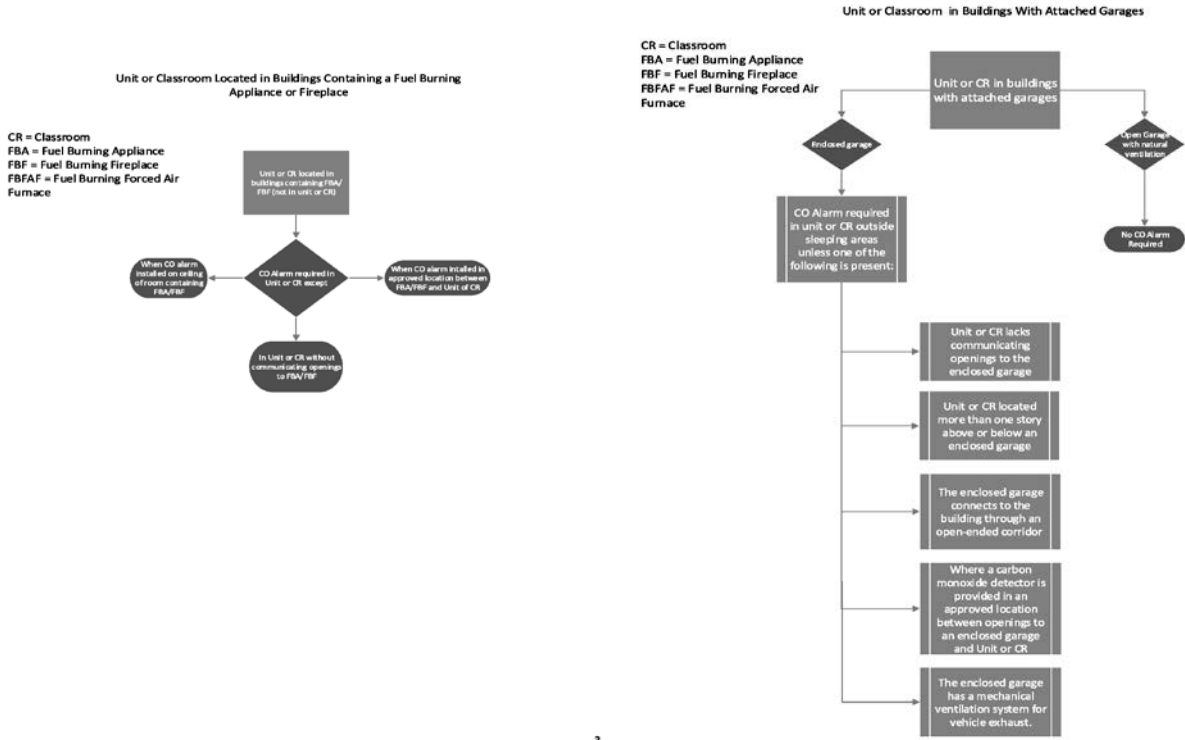 Unit or Classroom Located in Buildings Containing a Fuel Burning
Appliance or Fireplace
CR = Classroom
FBA = Fuel Burning Appliance
FBF = Fuel Burning Fireplace
FBFAF = Fuel Burning Forced Air
Furnace
Unit or CR located in
buildings containing FBA/
FBF (not in unit or CR)
When CO alarm
installed on ceiling
of room containing
FBA/FBF
CO Alarm required in
Unit or CR except
When CO alarm intalled in
approved location between
FBA/FBF and Unit of CR
In Unit or CR without
communicating openings
to FBA/FBF
Unit or Classroom in Buildings With Attached Garages
CR = Classroom
FBA = Fuel Burning Appliance
FBF = Fuel Burning Fireplace
FBFAF = Fuel Burning Forced Air
Furnace
Unit or CR in buildings
with attached garages
Enclosed garage
Open Garage
with natural
ventilation
CO Alarm required
in unit or CR outside
sleeping areas
unless one of the
following is present:
No CO Alarm
Required
Unit or CR lacks
communicating
openings to the
enclosed garage
Unit or CR located
more than one story
above or below an
enclosed garage
The enclosed garage
connects to the
building through an
open-ended corridor
Where a carbon
monoxide detector is
provided in an
approved location
between openings to
an enclosed garage
and Unit or CR
The enclosed garage
has a mechanical
ventilation system for
vehicle exhaust.